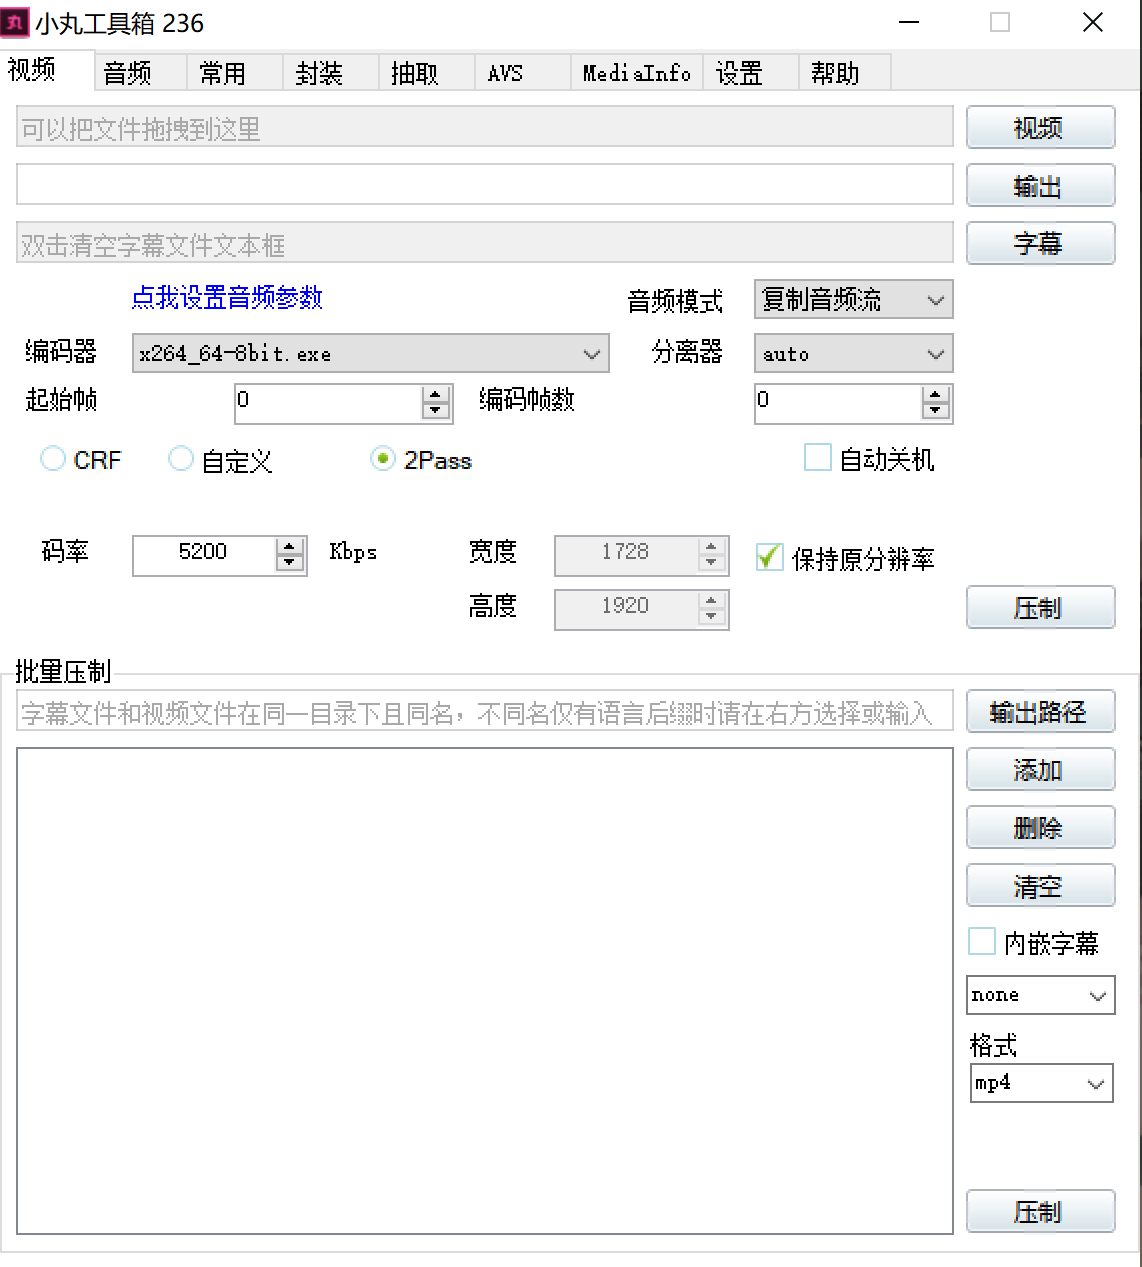 丸 小丸工具箱 236
视频 音频 常用 封装 抽取 AVS MediaInfo 设置 帮助
可以把文件拖拽到这里 视频
输出
双击清空字幕文件文本框 字幕
点我设置音频参数 音频模式 复制音频流
编码器 x264_64-8bit.exe 分离器 auto
起始帧 0 编码帧数 0
CRF 自定义 2Pass 自动关机
码率 5200 Kbps 宽度 1728 保持原分辨率
高度 1920 压制
批量压制
字幕文件和视频文件在同一目录下且同名，不同名仅有语言后缀时请在右方选择或输入 输出路径
添加
删除
清空
内嵌字幕
none
格式
mp4
压制